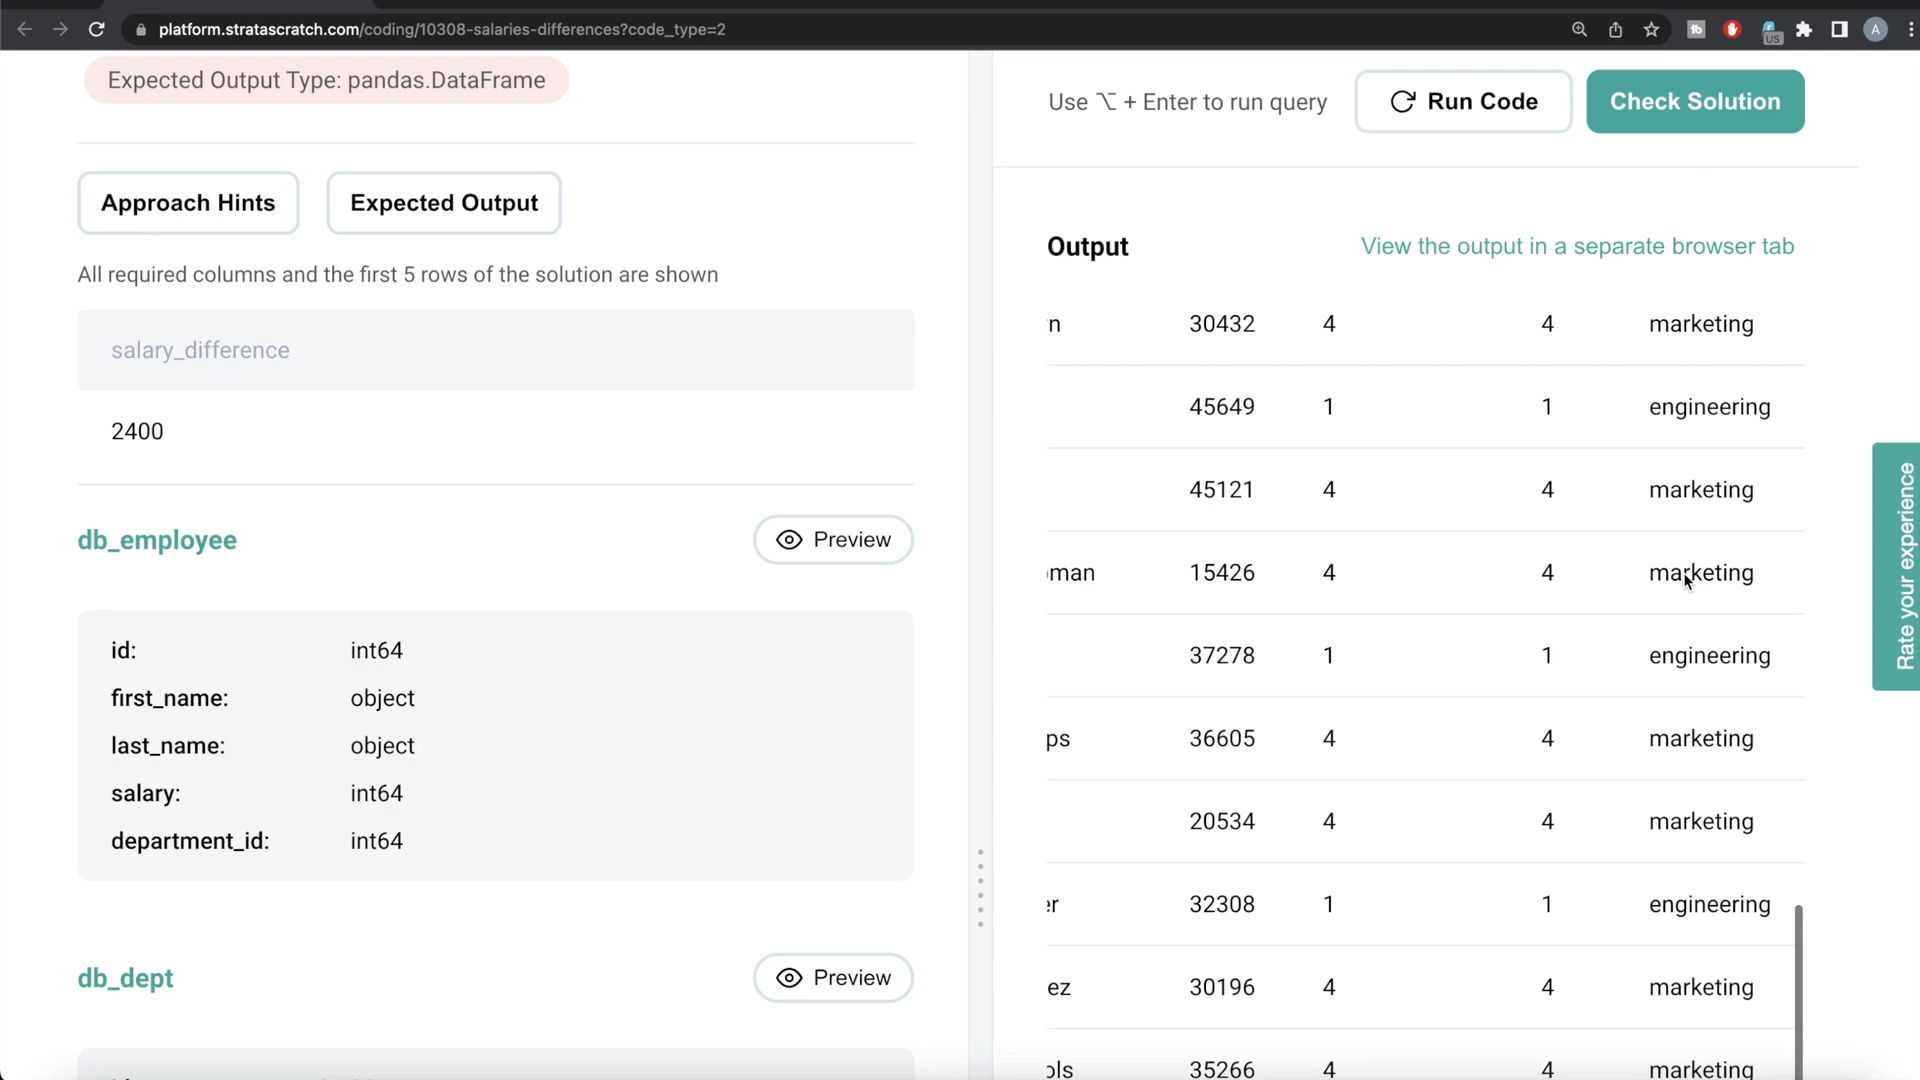 platform.stratascratch.com/coding/10308-salaries-differences?code_type=2
US
A
Expected Output Type: pandas.DataFrame
Approach Hints
Expected Output
All required columns and the first 5 rows of the solution are shown
salary_difference
2400
db_employee
Preview
id: int64
first_name: object
last_name: object
salary: int64
department_id: int64
db_dept
Preview
Use ⌥ + Enter to run query
Run Code
Check Solution
Output
View the output in a separate browser tab
n 30432 4 4 marketing
45649 1 1 engineering
45121 4 4 marketing
man 15426 4 4 marketing
37278 1 1 engineering
ps 36605 4 4 marketing
20534 4 4 marketing
er 32308 1 1 engineering
ez 30196 4 4 marketing
ols 35266 4 4 marketing
Rate your experience